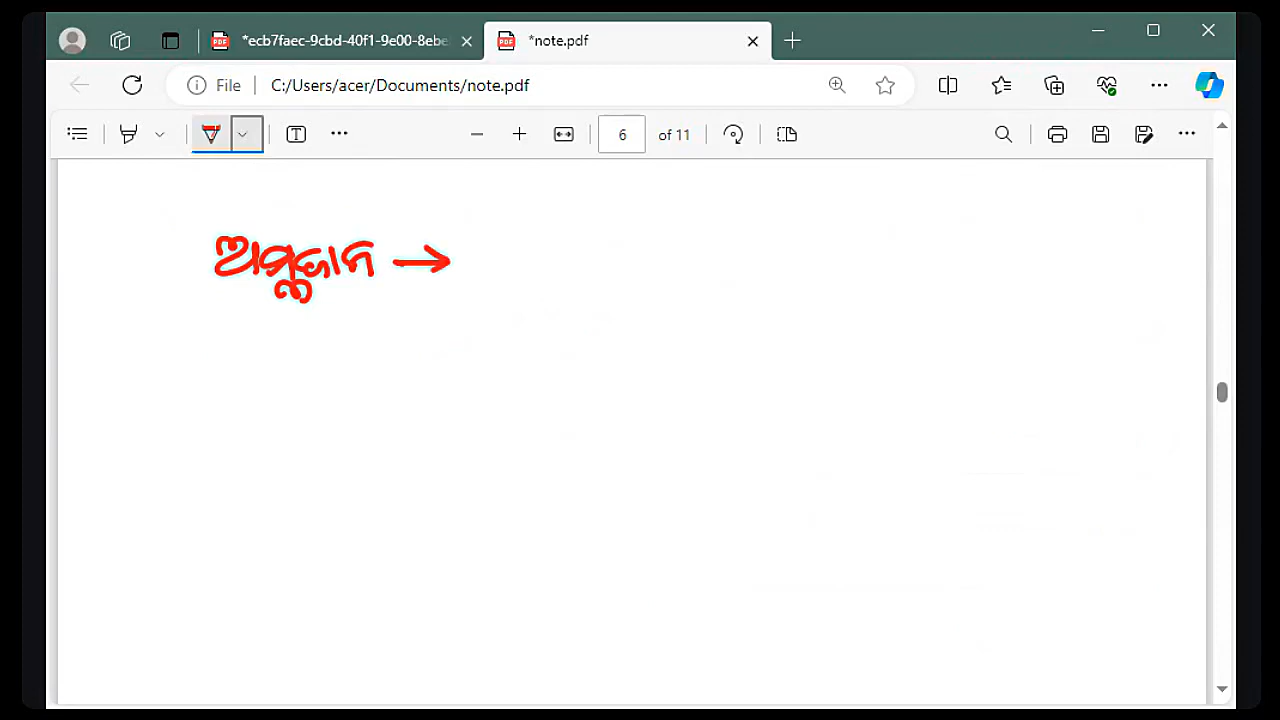 *ecb7faec-9cbd-40f1-9e00-8ebe
*note.pdf
File
C:/Users/acer/Documents/note.pdf
6 of 11
ଅମ୍ଳଜାନ →